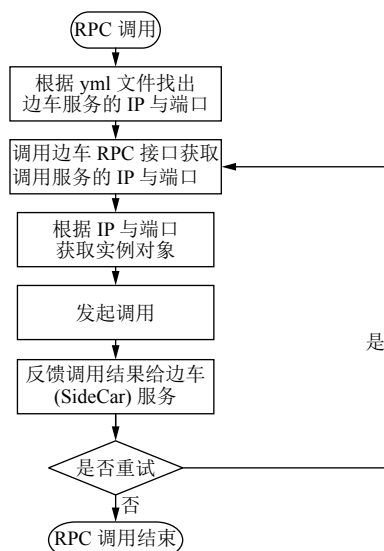 RPC 调用
根据 yml 文件找出
边车服务的 IP 与端口
调用边车 RPC 接口获取
调用服务的 IP 与端口
根据 IP 与端口
获取实例对象
发起调用
是
反馈调用结果给边车
(SideCar) 服务
是否重试
否
RPC 调用结束